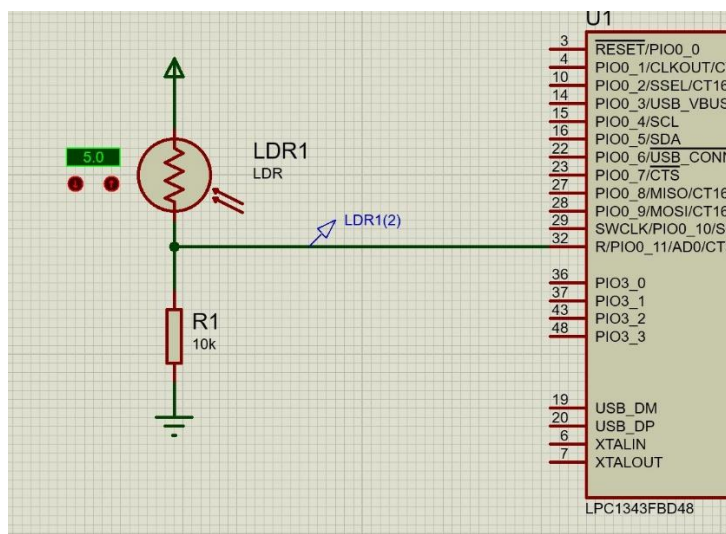 U1
3 RESET/PIO0_0
4 PIO0_1/CLKOUT/C
10 PIO0_2/SSEL/CT16
14 PIO0_3/USB_VBUS
15 PIO0_4/SCL
16 PIO0_5/SDA
22 PIO0_6/USB_CONN
23 PIO0_7/CTS
27 PIO0_8/MISO/CT16
28 PIO0_9/MOSI/CT16
29 SWCLK/PIO0_10/S
32 R/PIO0_11/AD0/CT
36 PIO3_0
37 PIO3_1
43 PIO3_2
48 PIO3_3
19 USB_DM
20 USB_DP
6 XTALIN
7 XTALOUT
LPC1343FBD48
5.0
LDR1
LDR
LDR1(2)
R1
10k